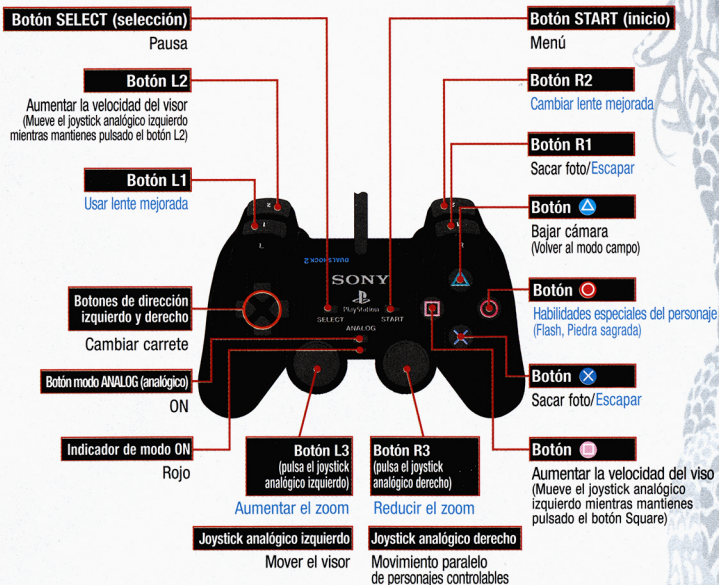 Botón SELECT (selección)
Pausa
Botón L2
Aumentar la velocidad del visor
(Mueve el joystick analógico izquierdo
mientras mantienes pulsado el botón L2)
Botón L1
Usar lente mejorada
Botones de dirección
izquierdo y derecho
Cambiar carrete
Botón modo ANALOG (analógico)
ON
Indicador de modo ON
Rojo
Botón START (inicio)
Menú
Botón R2
Cambiar lente mejorada
Botón R1
Sacar foto/Escapar
Botón
Bajar cámara
(Volver al modo campo)
Botón
Habilidades especiales del personaje
(Flash, Piedra sagrada)
Botón
Sacar foto/Escapar
Botón
Aumentar la velocidad del viso
(Mueve el joystick analógico
izquierdo mientras mantienes
pulsado el botón Square)
2
1
L
2
1
R
DUALSHOCK 2
SONY
PlayStation
SELECT
START
ANALOG
Botón L3
(pulsa el joystick
analógico izquierdo)
Aumentar el zoom
Botón R3
(pulsa el joystick
analógico derecho)
Reducir el zoom
Joystick analógico izquierdo
Mover el visor
Joystick analógico derecho
Movimiento paralelo
de personajes controlables